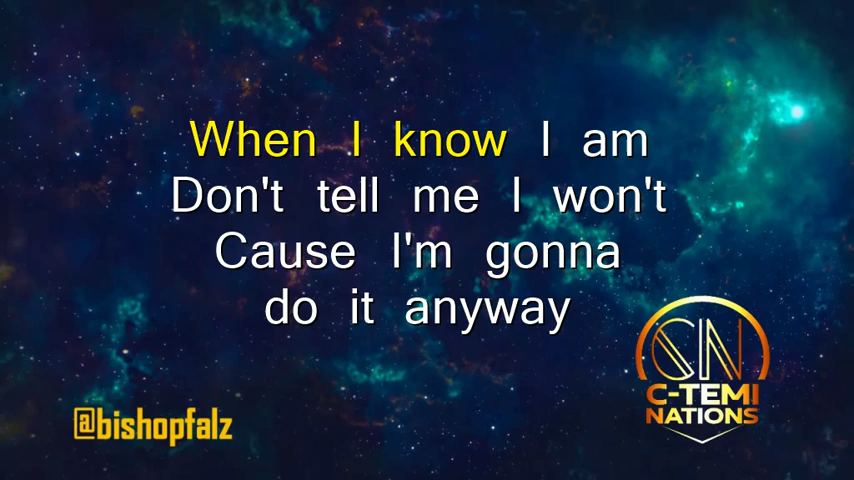 When I know I am
Don't tell me I won't
Cause I'm gonna
do it anyway
CN
C-TEMI
NATIONS
@bishopfalz